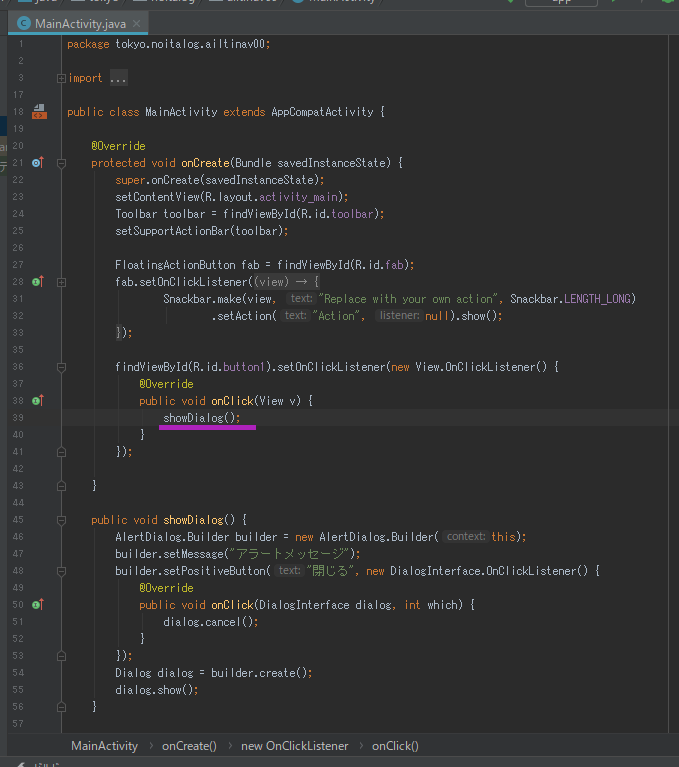 MainActivity.java
1 package tokyo.noitalog.ailtinav00;
2
3 import ...
17
18 public class MainActivity extends AppCompatActivity {
19
20 @Override
21 protected void onCreate(Bundle savedInstanceState) {
22 super.onCreate(savedInstanceState);
23 setContentView(R.layout.activity_main);
24 Toolbar toolbar = findViewById(R.id.toolbar);
25 setSupportActionBar(toolbar);
26
27 FloatingActionButton fab = findViewById(R.id.fab);
28 fab.setOnClickListener((view) → {
31 Snackbar.make(view, text: "Replace with your own action", Snackbar.LENGTH_LONG)
32 .setAction( text: "Action", listener: null).show();
33 });
35
36 findViewById(R.id.button1).setOnClickListener(new View.OnClickListener() {
37 @Override
38 public void onClick(View v) {
39 showDialog();
40 }
41 });
42
43 }
44
45 public void showDialog() {
46 AlertDialog.Builder builder = new AlertDialog.Builder( context: this);
47 builder.setMessage("アラートメッセージ");
48 builder.setPositiveButton( text: "閉じる", new DialogInterface.OnClickListener() {
49 @Override
50 public void onClick(DialogInterface dialog, int which) {
51 dialog.cancel();
52 }
53 });
54 Dialog dialog = builder.create();
55 dialog.show();
56 }
57
MainActivity › onCreate() › new OnClickListener › onClick()